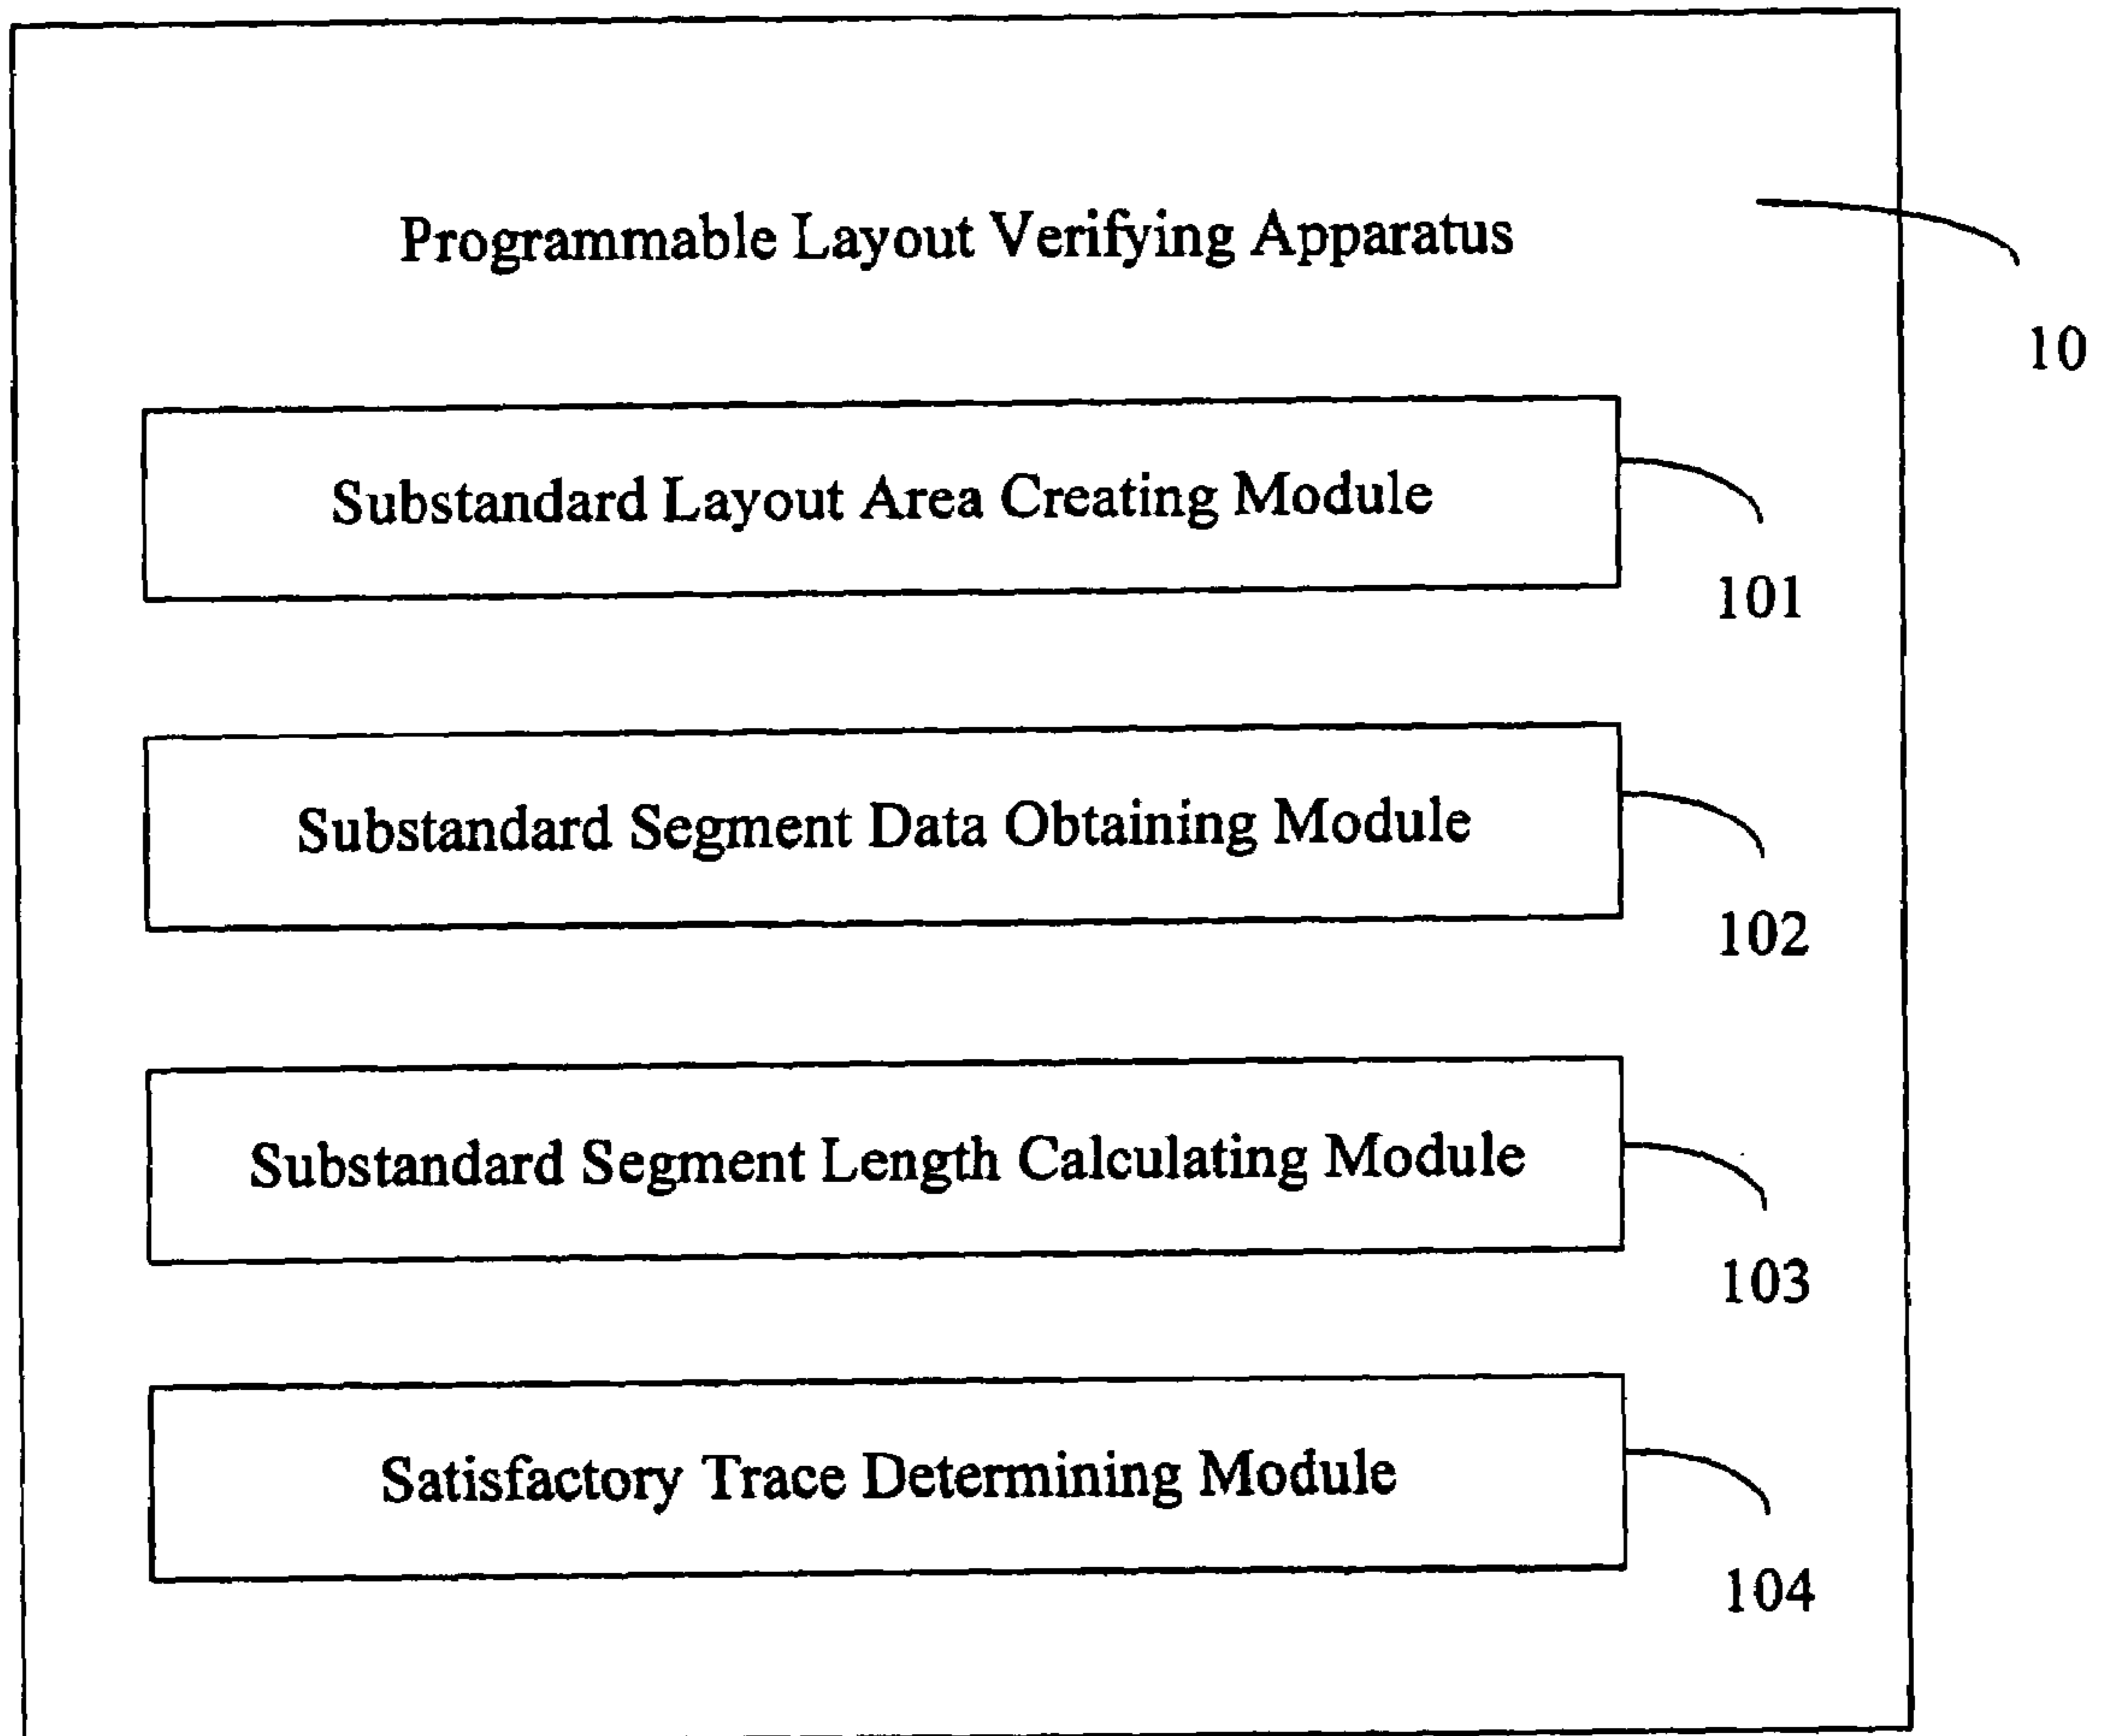 Programmable Layout Verifying Apparatus
10
Substandard Layout Area Creating Module
101
Substandard Segment Data Obtaining Module
102
Substandard Segment Length Calculating Module
103
Satisfactory Trace Determining Module
104